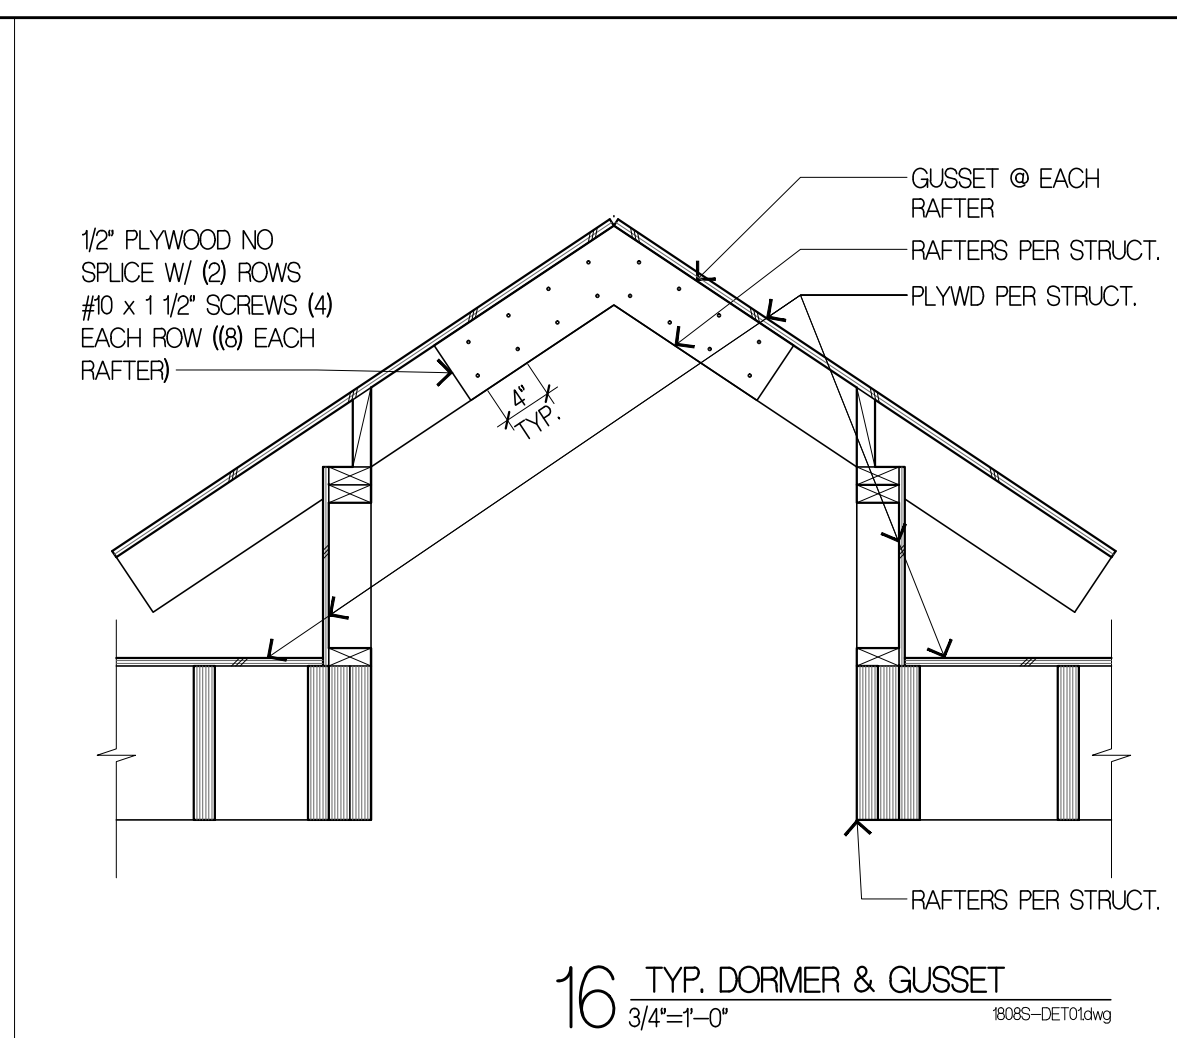 GUSSET @ EACH
RAFTER
1/2" PLYWOOD NO
SPLICE W/ (2) ROWS
#10 x 1 1/2" SCREWS (4)
EACH ROW ((8) EACH
RAFTER)
RAFTERS PER STRUCT.
PLYWD PER STRUCT.
4"
TYP.
RAFTERS PER STRUCT.
16 TYP. DORMER & GUSSET
3/4"=1'-0" 1808S-DET01.dwg